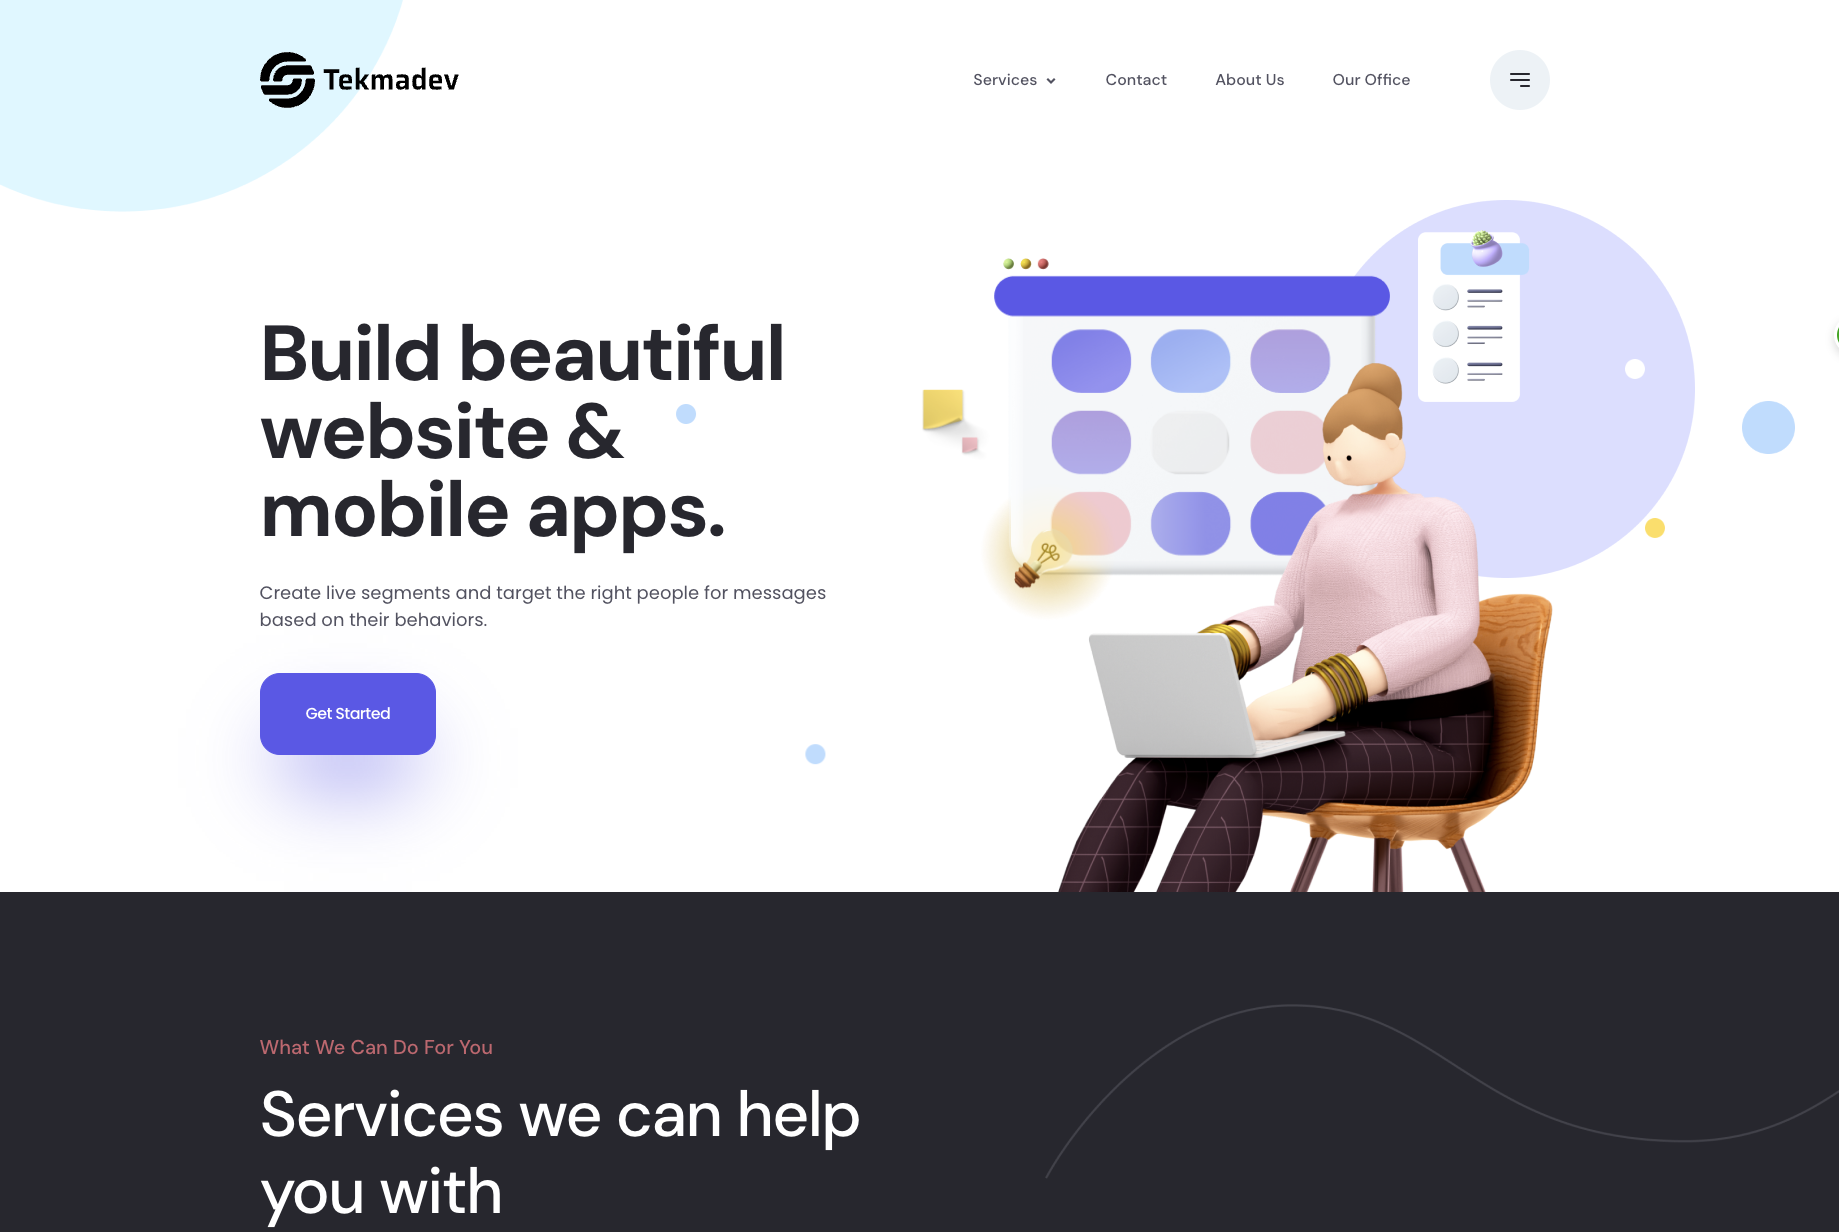 Tekmadev
Services
Contact
About Us
Our Office
Build beautiful
website &
mobile apps.
Create live segments and target the right people for messages
based on their behaviors.
Get Started
What We Can Do For You
Services we can help
you with